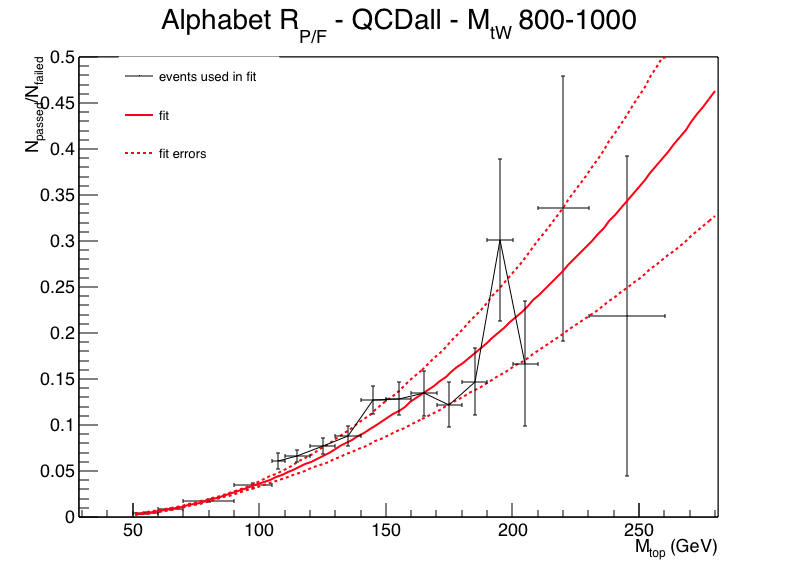 Alphabet R_P/F - QCDall - M_tW 800-1000
N_passed/N_failed
events used in fit
fit
fit errors
0.5
0.45
0.4
0.35
0.3
0.25
0.2
0.15
0.1
0.05
0
50 100 150 200 250
M_top (GeV)